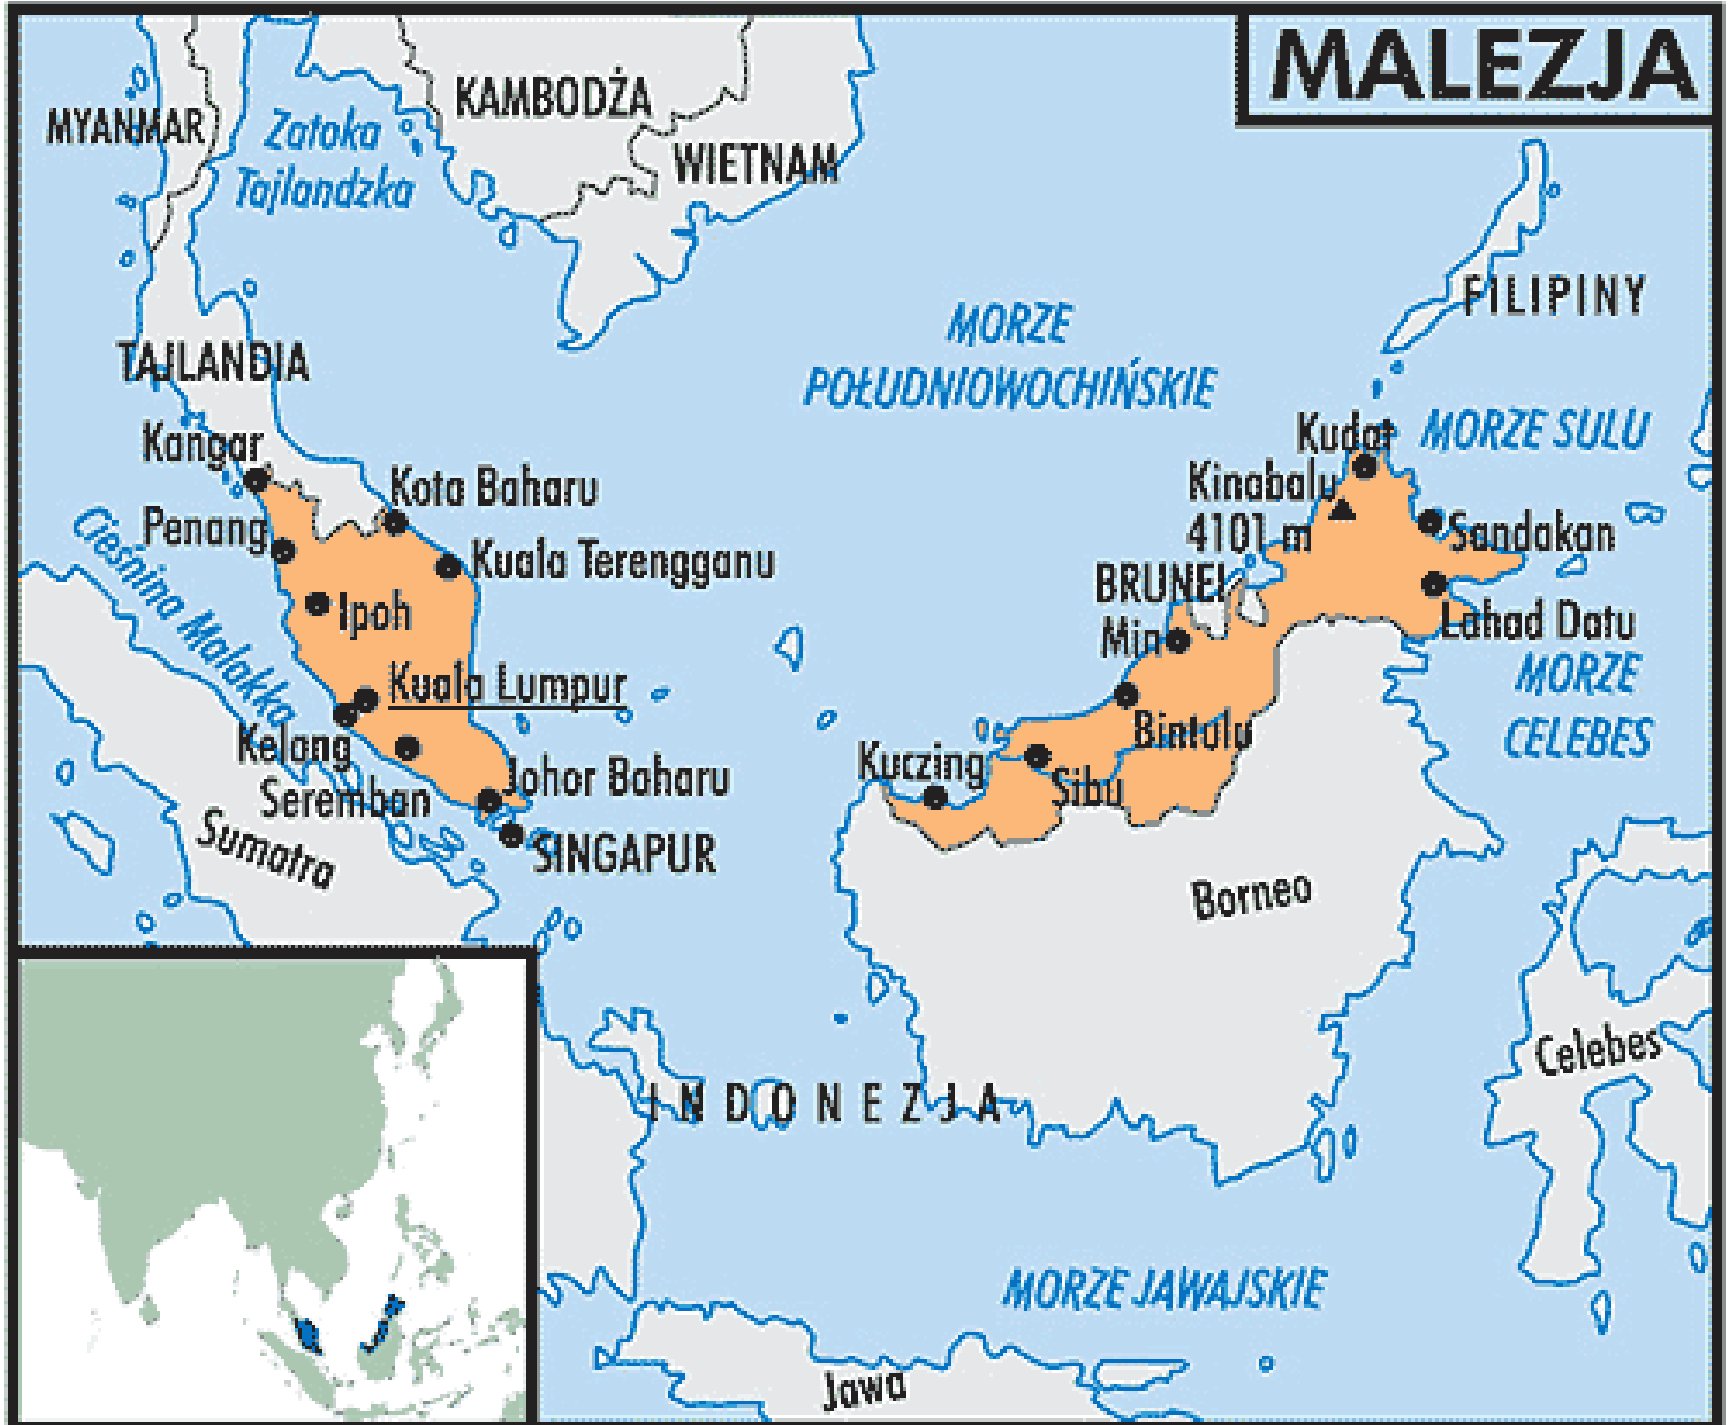 MALEZJA
MYANMAR
Zatoka
Tajlandzka
KAMBODŻA
WIETNAM
TAJLANDIA
FILIPINY
MORZE
POŁUDNIOWOCHIŃSKIE
MORZE SULU
Kangar
Kota Baharu
Penang
Kuala Terengganu
Ipoh
Cieśnina Malakka
Kuala Lumpur
Kelang
Seremban
Johor Baharu
SINGAPUR
Sumatra
Kudat
Kinabalu
4101 m
Sandakan
BRUNEI
Lahad Datu
Min
MORZE
CELEBES
Bintulu
Kuczing
Sibu
Borneo
Celebes
INDONEZJA
MORZE JAWAJSKIE
Jawa